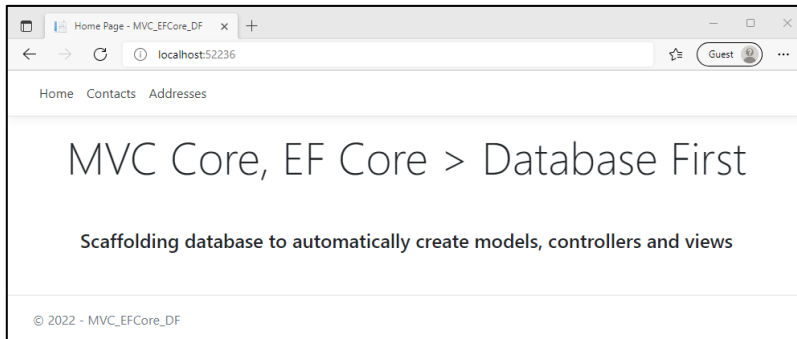 Home Page - MVC_EFCore_DF
localhost:52236
Guest
Home Contacts Addresses
MVC Core, EF Core > Database First
Scaffolding database to automatically create models, controllers and views
© 2022 - MVC_EFCore_DF